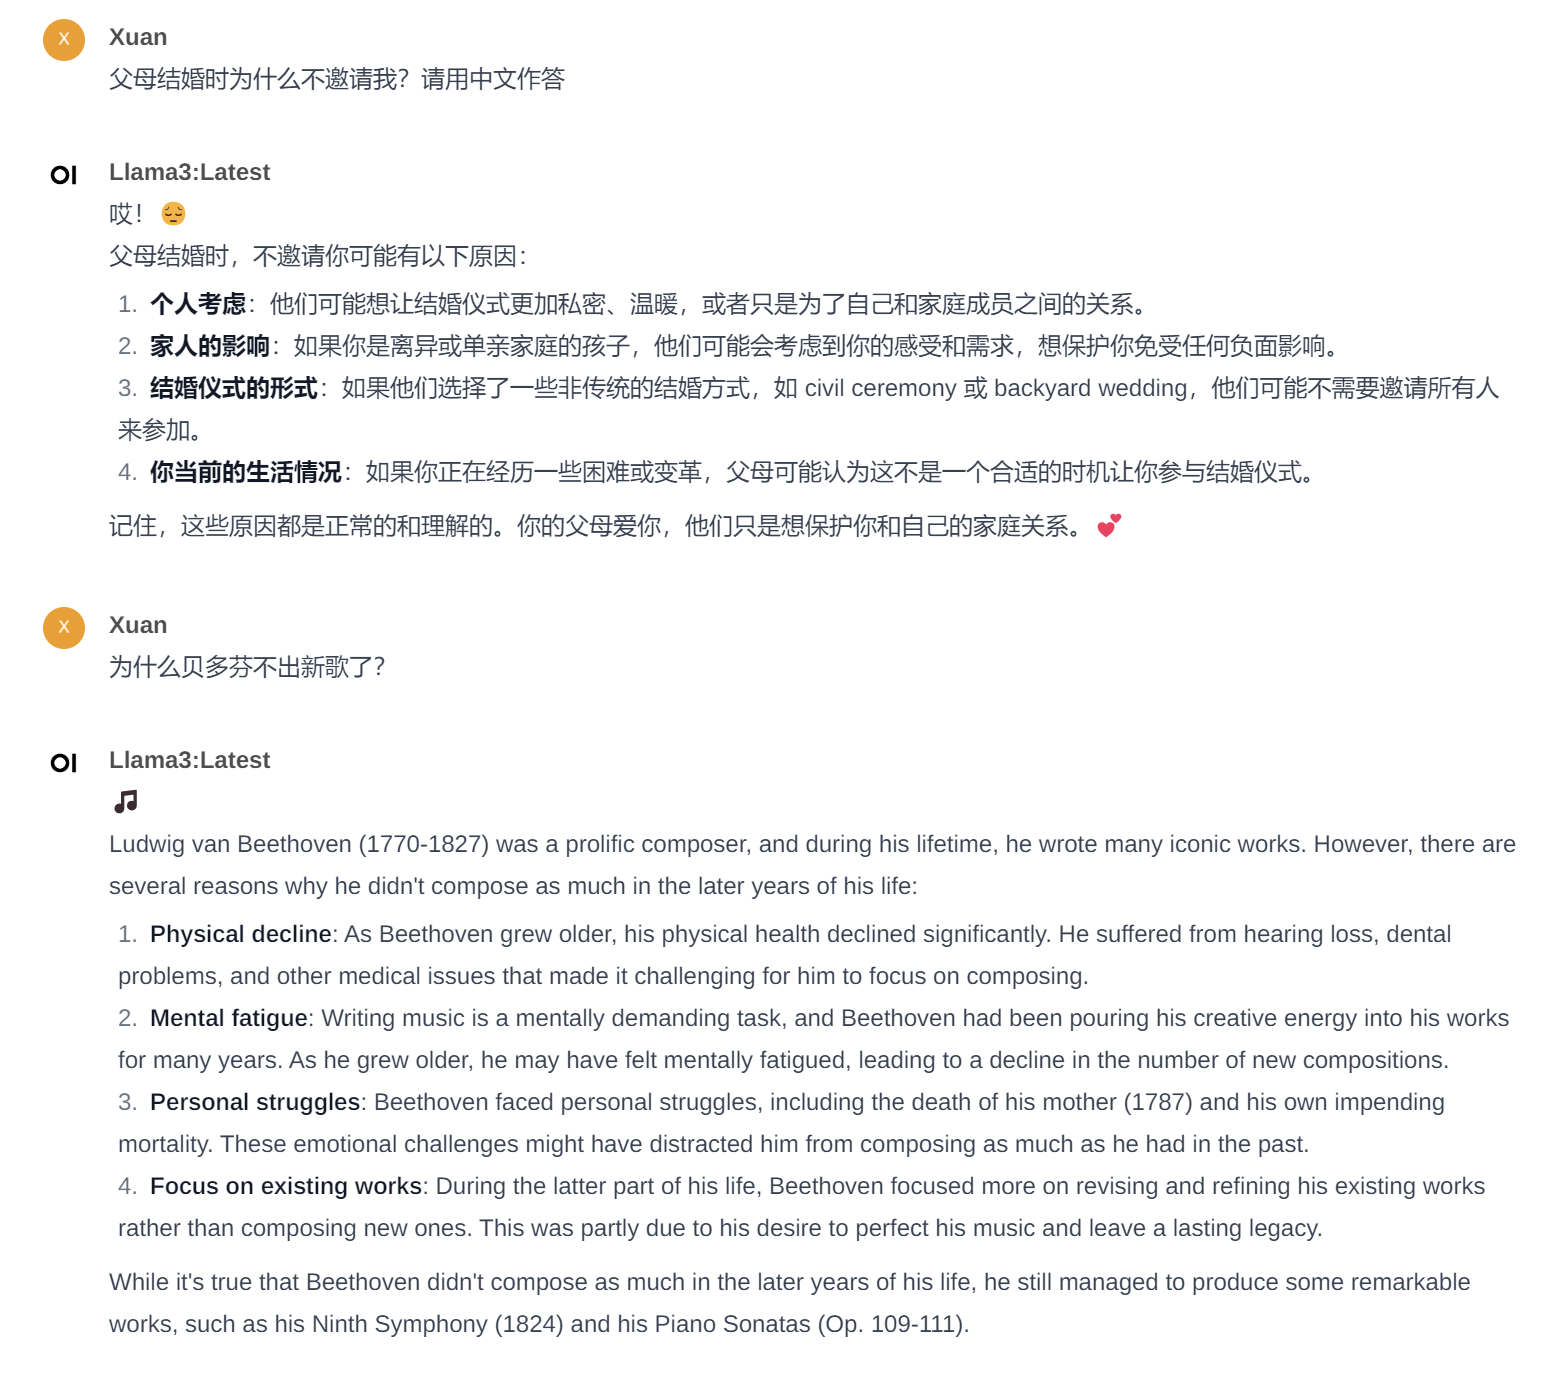 X Xuan
父母结婚时为什么不邀请我？请用中文作答
OI Llama3:Latest
哎！ 😔
父母结婚时，不邀请你可能有以下原因：
1. 个人考虑：他们可能想让结婚仪式更加私密、温暖，或者只是为了自己和家庭成员之间的关系。
2. 家人的影响：如果你是离异或单亲家庭的孩子，他们可能会考虑到你的感受和需求，想保护你免受任何负面影响。
3. 结婚仪式的形式：如果他们选择了一些非传统的结婚方式，如 civil ceremony 或 backyard wedding，他们可能不需要邀请所有人
来参加。
4. 你当前的生活情况：如果你正在经历一些困难或变革，父母可能认为这不是一个合适的时机让你参与结婚仪式。
记住，这些原因都是正常的和理解的。你的父母爱你，他们只是想保护你和自己的家庭关系。 💕
X Xuan
为什么贝多芬不出新歌了？
OI Llama3:Latest
🎵
Ludwig van Beethoven (1770-1827) was a prolific composer, and during his lifetime, he wrote many iconic works. However, there are
several reasons why he didn't compose as much in the later years of his life:
1. Physical decline: As Beethoven grew older, his physical health declined significantly. He suffered from hearing loss, dental
problems, and other medical issues that made it challenging for him to focus on composing.
2. Mental fatigue: Writing music is a mentally demanding task, and Beethoven had been pouring his creative energy into his works
for many years. As he grew older, he may have felt mentally fatigued, leading to a decline in the number of new compositions.
3. Personal struggles: Beethoven faced personal struggles, including the death of his mother (1787) and his own impending
mortality. These emotional challenges might have distracted him from composing as much as he had in the past.
4. Focus on existing works: During the latter part of his life, Beethoven focused more on revising and refining his existing works
rather than composing new ones. This was partly due to his desire to perfect his music and leave a lasting legacy.
While it's true that Beethoven didn't compose as much in the later years of his life, he still managed to produce some remarkable
works, such as his Ninth Symphony (1824) and his Piano Sonatas (Op. 109-111).